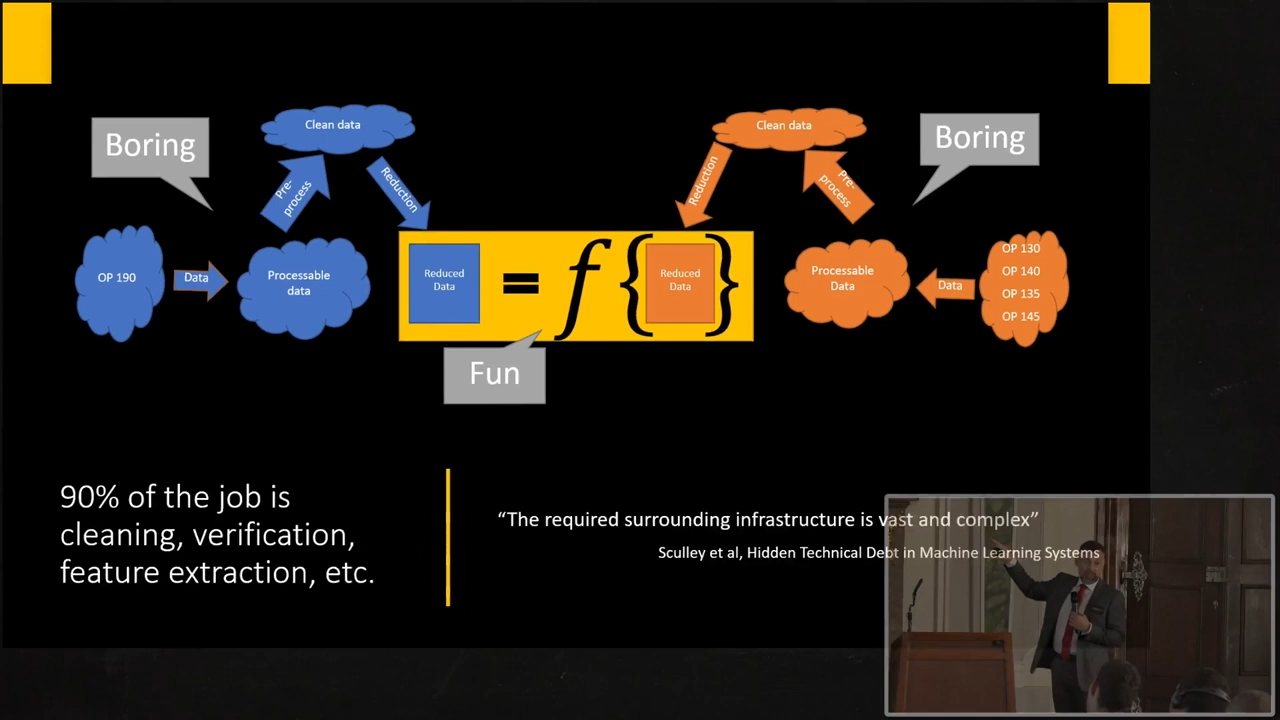 Boring
Clean data
Pre-
process
Reduction
OP 190
Data
Processable
data
Reduced
Data
= f { }
Reduced
Data
Fun
Clean data
Reduction
Pre-
process
Boring
Processable
Data
Data
OP 130
OP 140
OP 135
OP 145
90% of the job is
cleaning, verification,
feature extraction, etc.
“The required surrounding infrastructure is vast and complex”
Sculley et al, Hidden Technical Debt in Machine Learning Systems